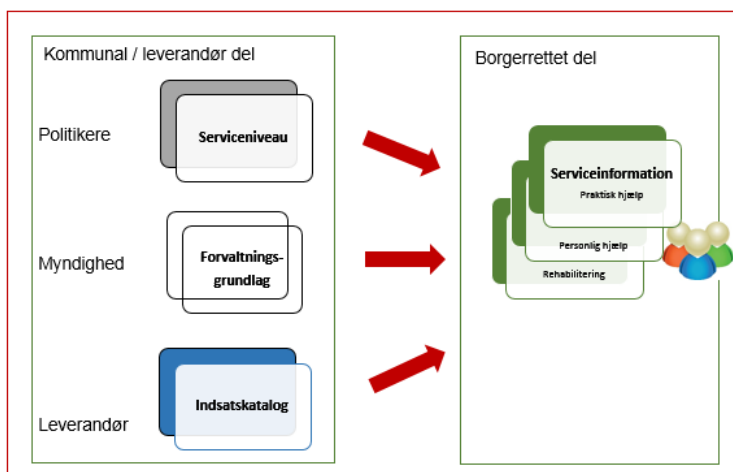 Kommunal / leverandør del
Politikere
Serviceniveau
Myndighed
Forvaltnings-
grundlag
Leverandør
Indsatskatalog
Borgerrettet del
Serviceinformation
Praktisk hjælp
Personlig hjælp
Rehabilitering